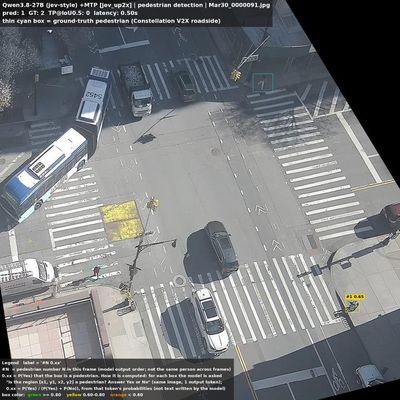 Qwen3.8-27B (jev-style) +MTP [jev_up2x] | pedestrian detection | Mar30_0000091.jpg
pred: 1 GT: 2 TP@IoU0.5: 0 latency: 0.50s
thin cyan box = ground-truth pedestrian (Constellation V2X roadside)
5452
#1 0.65
Legend label = '#N 0.xx'
#N = pedestrian number N in this frame (model output order; not the same person across frames)
0.xx = P(Yes) that the box is a pedestrian. How it is computed: for each box the model is asked
"Is the region [x1, y1, x2, y2] a pedestrian? Answer Yes or No" (same image, 1 output token);
0.xx = P(Yes) / (P(Yes) + P(No)), from that token's probabilities (not text written by the model)
box color: green >= 0.80 yellow 0.60-0.80 orange < 0.60